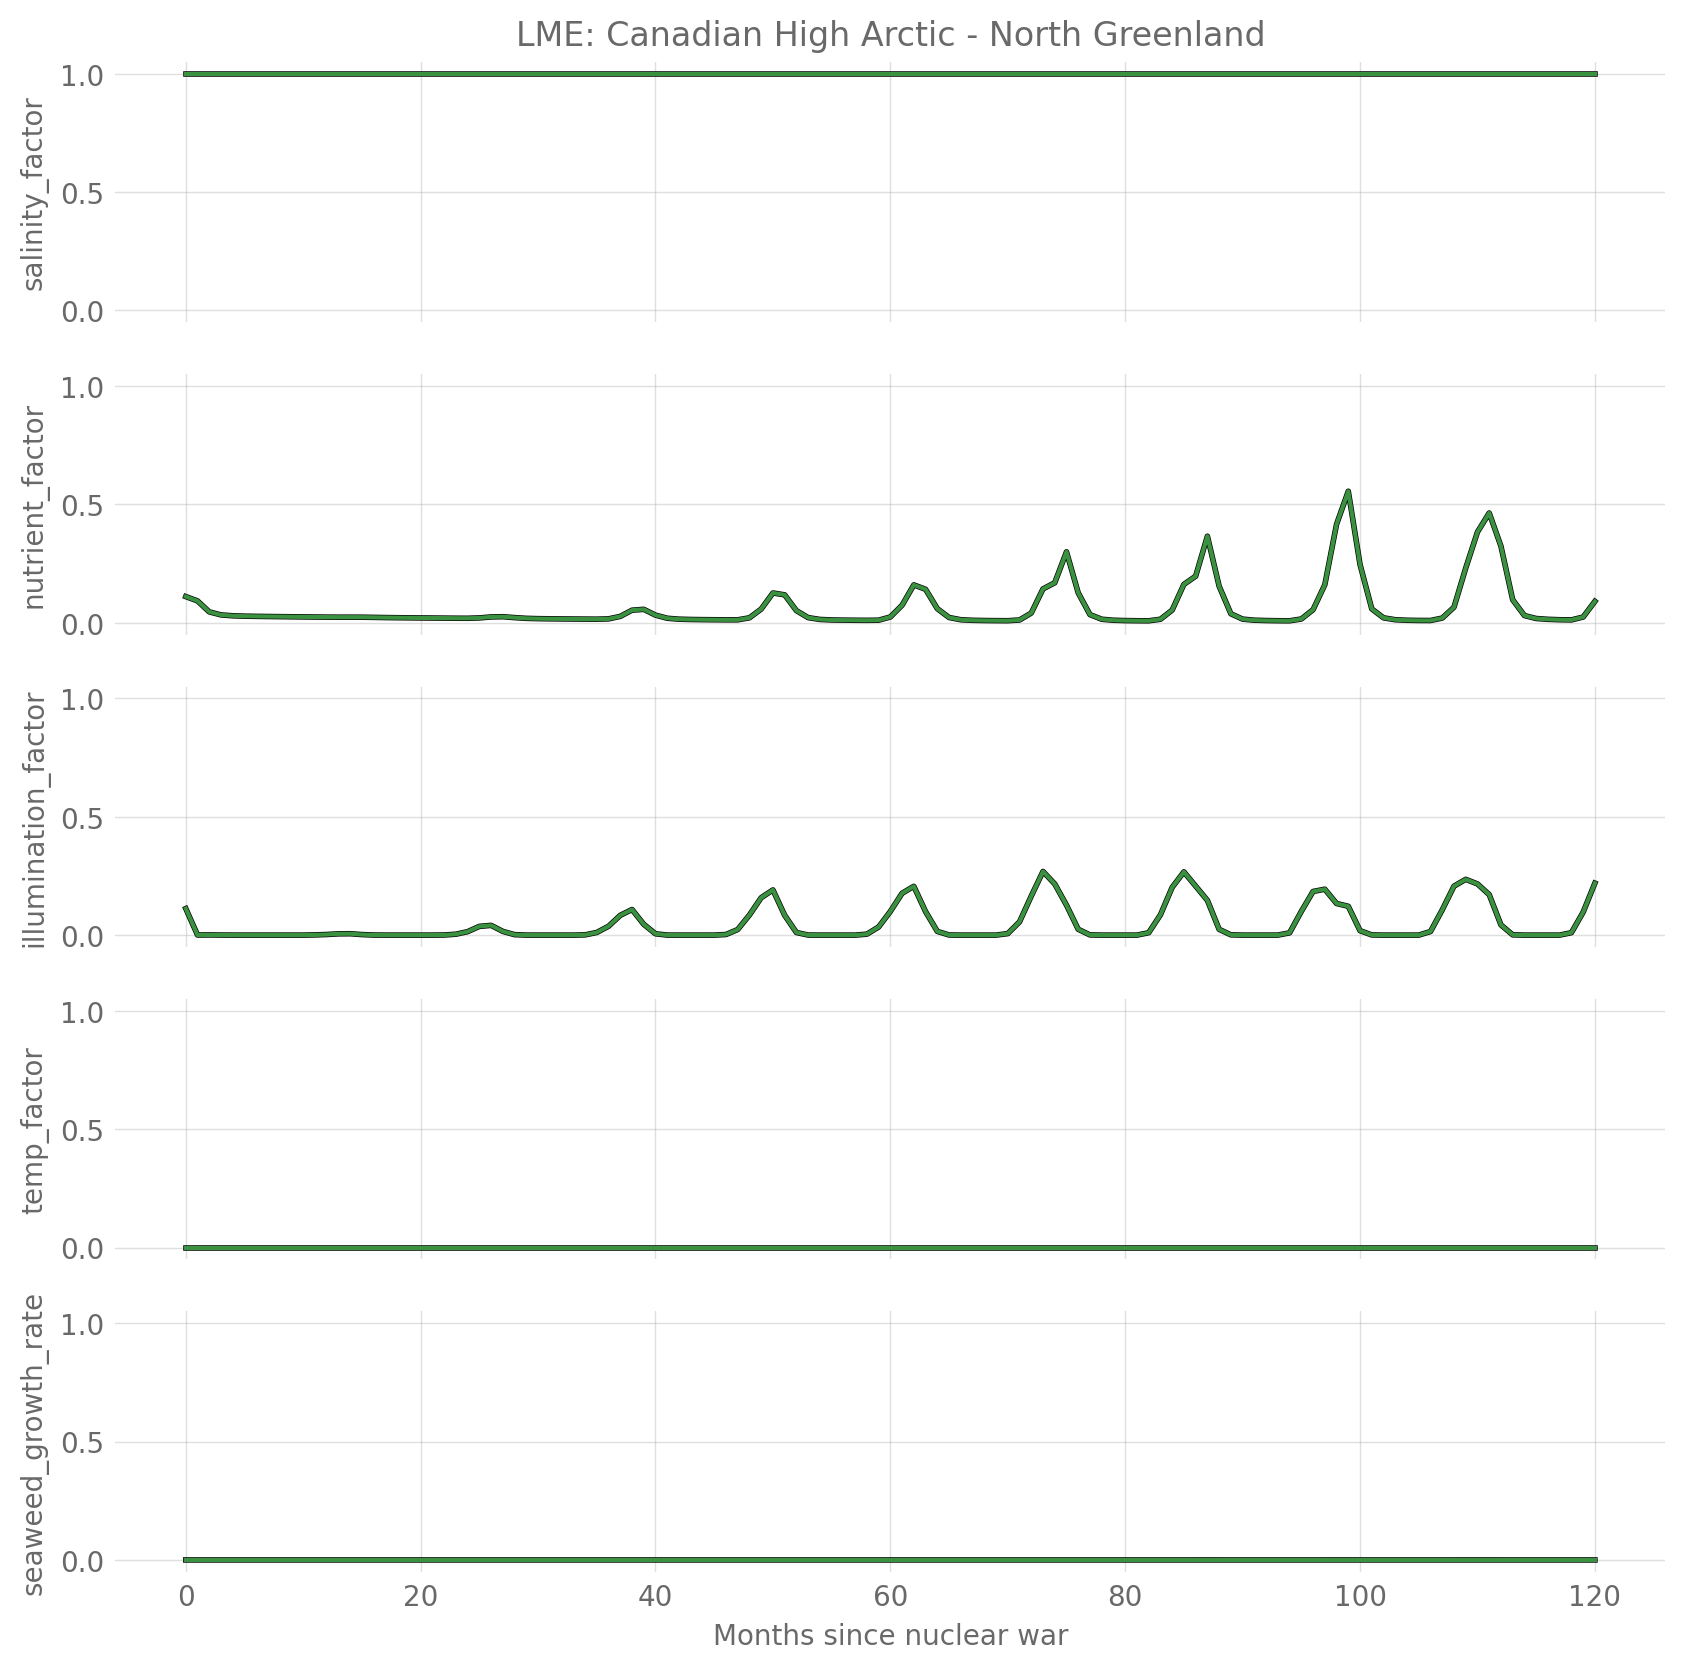 LME: Canadian High Arctic - North Greenland
1.0
0.5
0.0
salinity_factor
1.0
0.5
0.0
nutrient_factor
1.0
0.5
0.0
illumination_factor
1.0
0.5
0.0
temp_factor
1.0
0.5
0.0
seaweed_growth_rate
0 20 40 60 80 100 120
Months since nuclear war